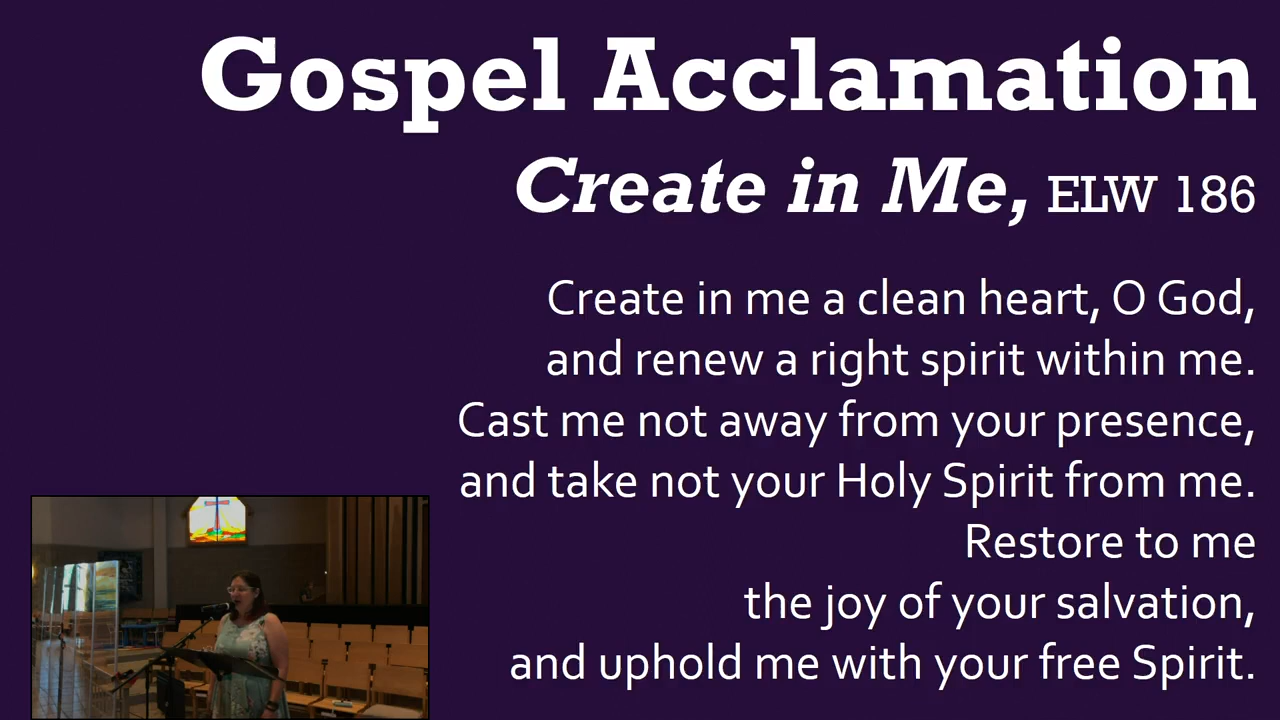 Gospel Acclamation
Create in Me, ELW 186
Create in me a clean heart, O God,
and renew a right spirit within me.
Cast me not away from your presence,
and take not your Holy Spirit from me.
Restore to me
the joy of your salvation,
and uphold me with your free Spirit.